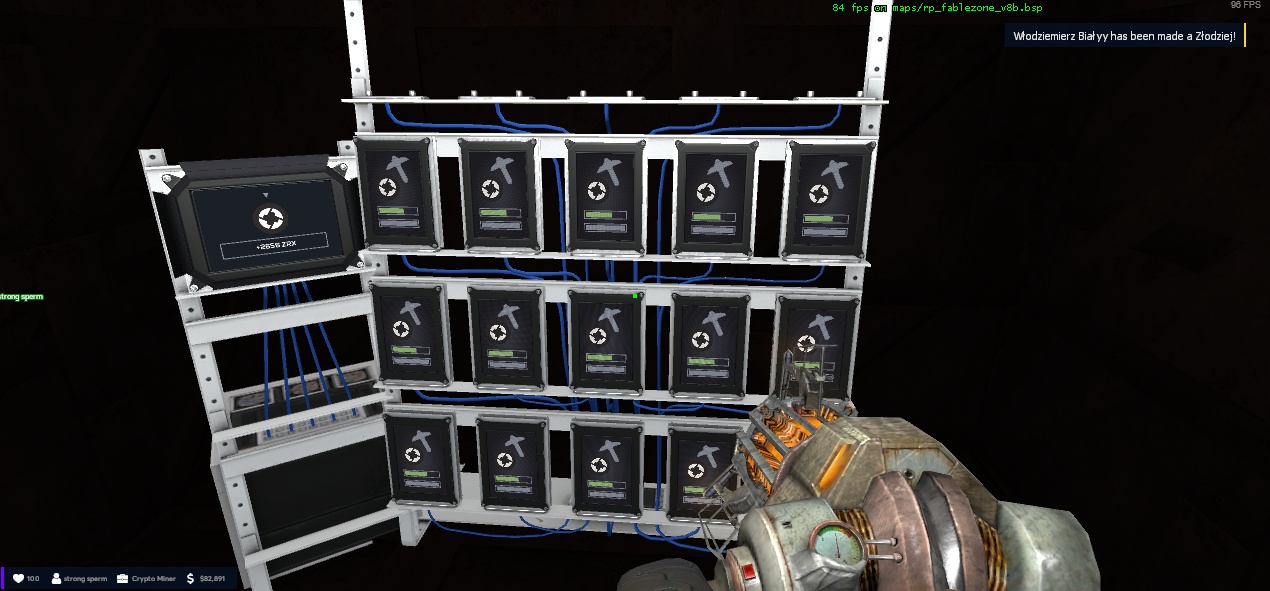 84 fps on maps/rp_fablezone_v8b.bsp
96 FPS
Włodziemierz Białyy has been made a Złodziej!
+2656 ZRX
strong sperm
100
strong sperm
Crypto Miner
$82,891